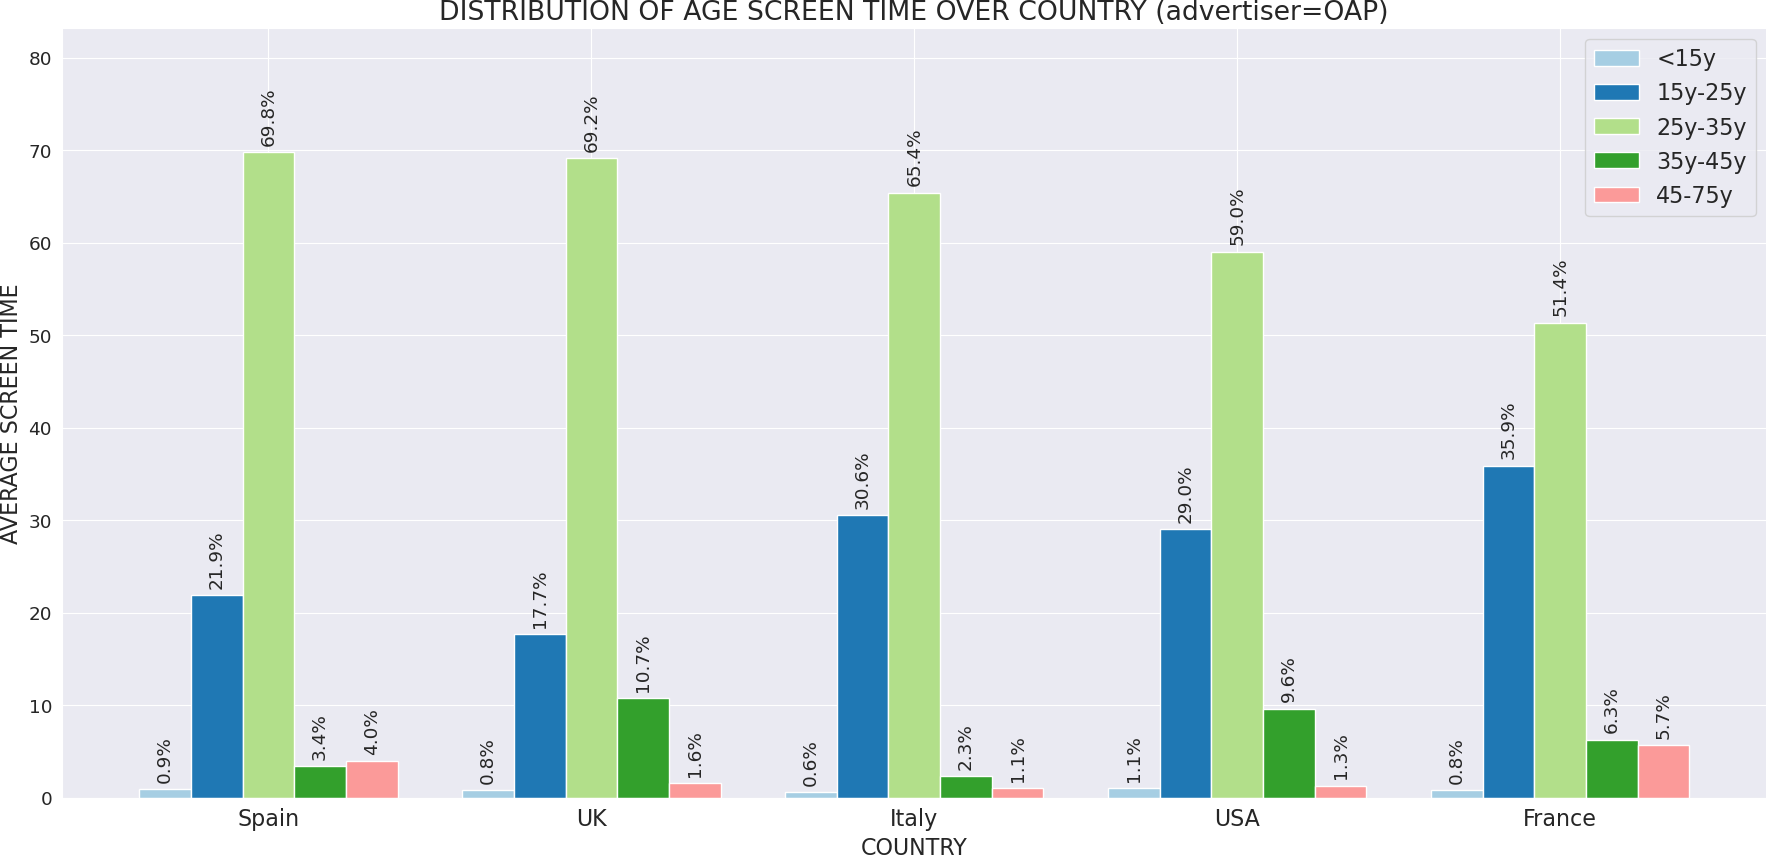 DISTRIBUTION OF AGE SCREEN TIME OVER COUNTRY (advertiser=OAP)
<15y
15y-25y
25y-35y
35y-45y
45-75y
AVERAGE SCREEN TIME
80
70
60
50
40
30
20
10
0
0.9%
21.9%
69.8%
3.4%
4.0%
0.8%
17.7%
69.2%
10.7%
1.6%
0.6%
30.6%
65.4%
2.3%
1.1%
1.1%
29.0%
59.0%
9.6%
1.3%
0.8%
35.9%
51.4%
6.3%
5.7%
Spain
UK
Italy
USA
France
COUNTRY